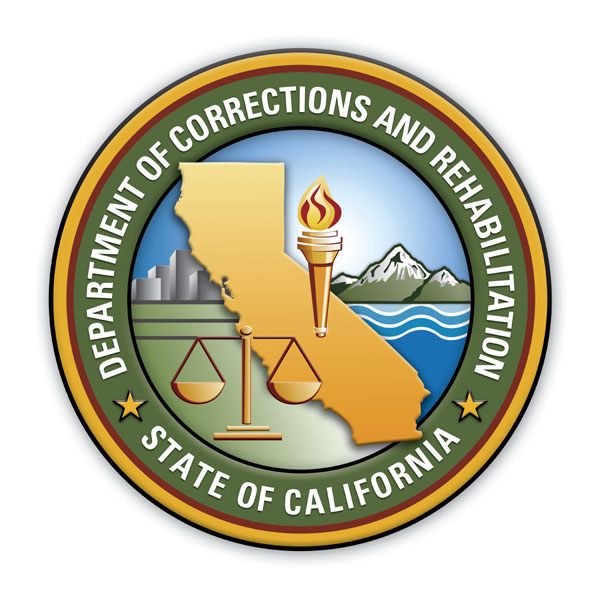 DEPARTMENT OF CORRECTIONS AND REHABILITATION
STATE OF CALIFORNIA